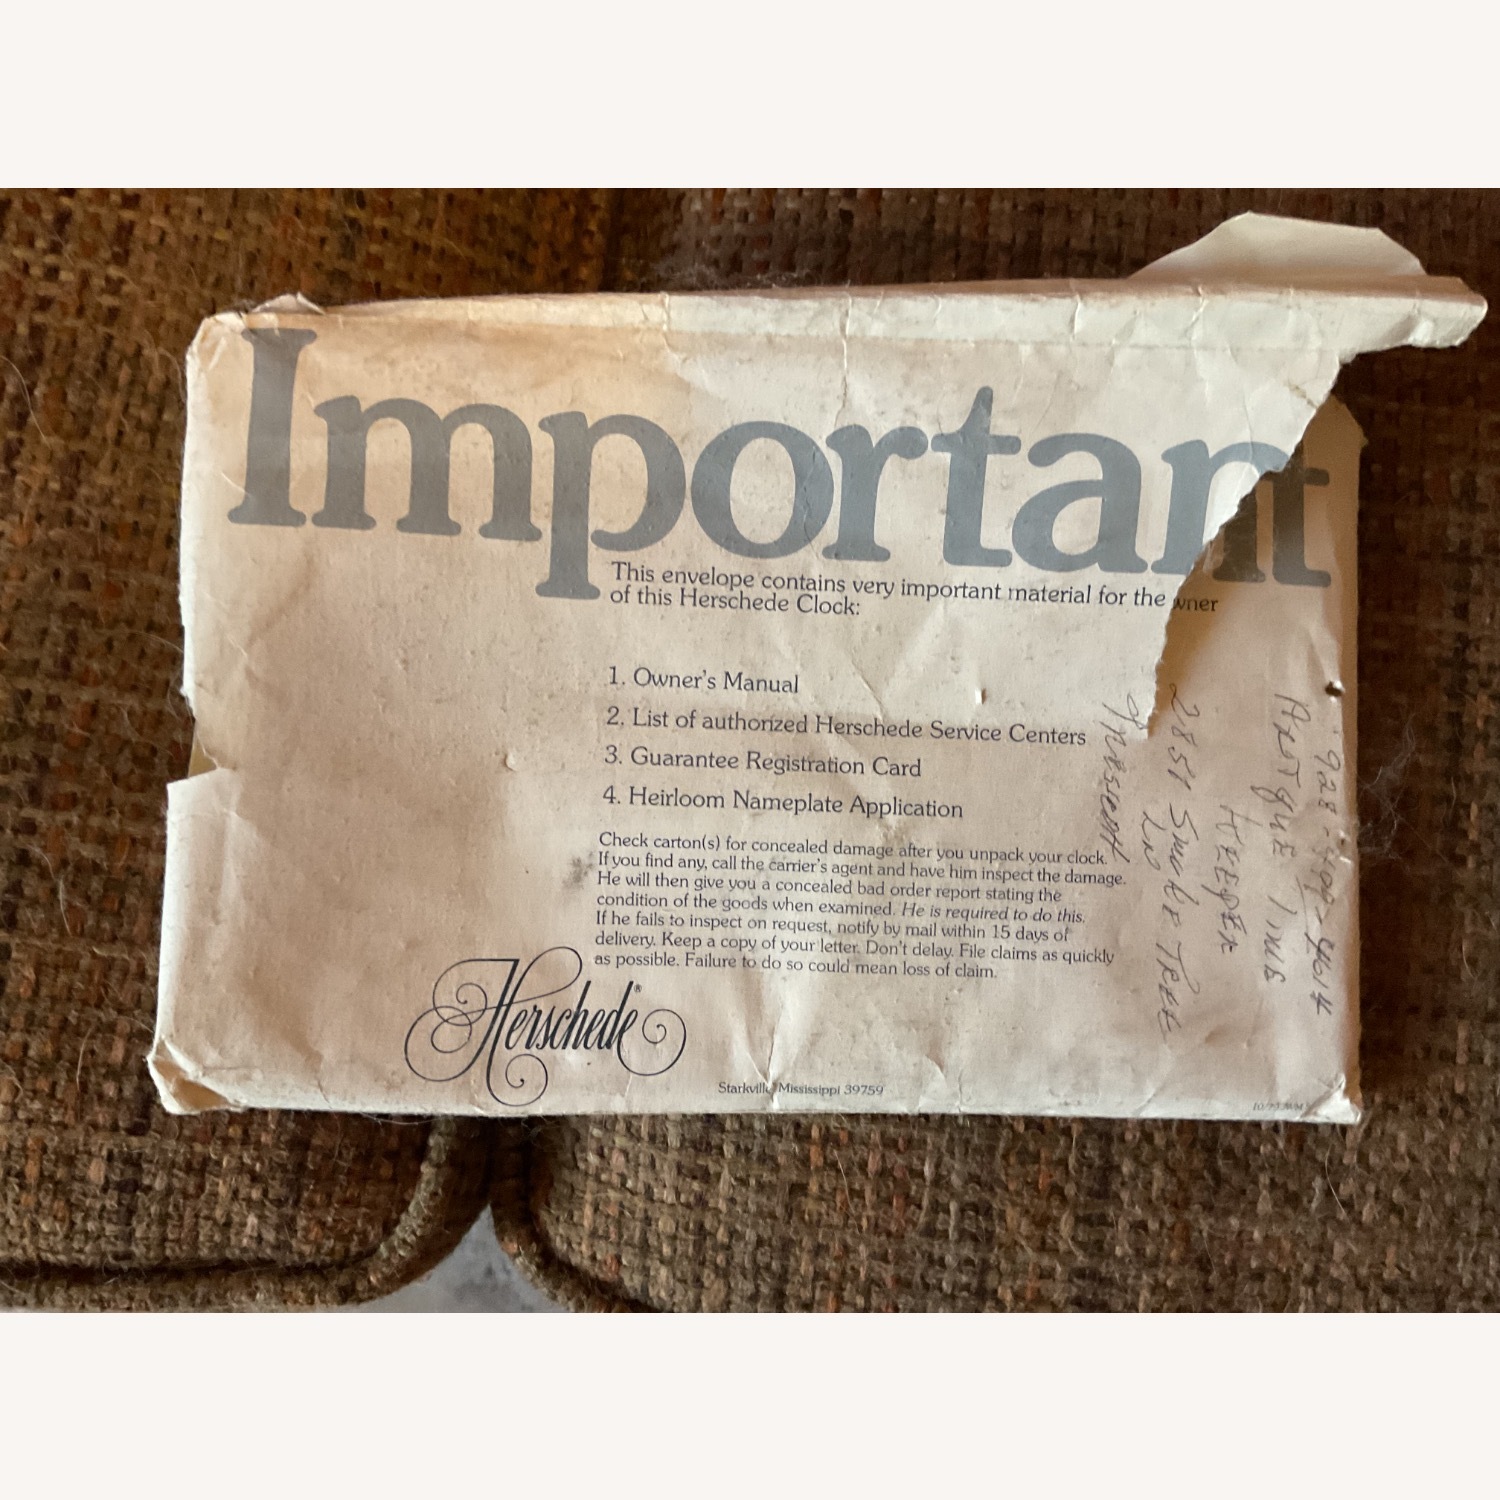 Important
This envelope contains very important material for the wner
of this Herschede Clock:
1. Owner's Manual
2. List of authorized Herschede Service Centers
3. Guarantee Registration Card
4. Heirloom Nameplate Application
Check carton(s) for concealed damage after you unpack your clock.
If you find any, call the carrier's agent and have him inspect the damage.
He will then give you a concealed bad order report stating the
condition of the goods when examined. He is required to do this.
If he fails to inspect on request, notify by mail within 15 days of
delivery. Keep a copy of your letter. Don't delay. File claims as quickly
as possible. Failure to do so could mean loss of claim.
Herschede®
Starkville, Mississippi 39759
ANTQUE TIME
KEEPER
2851 SMOKE TREE
LN